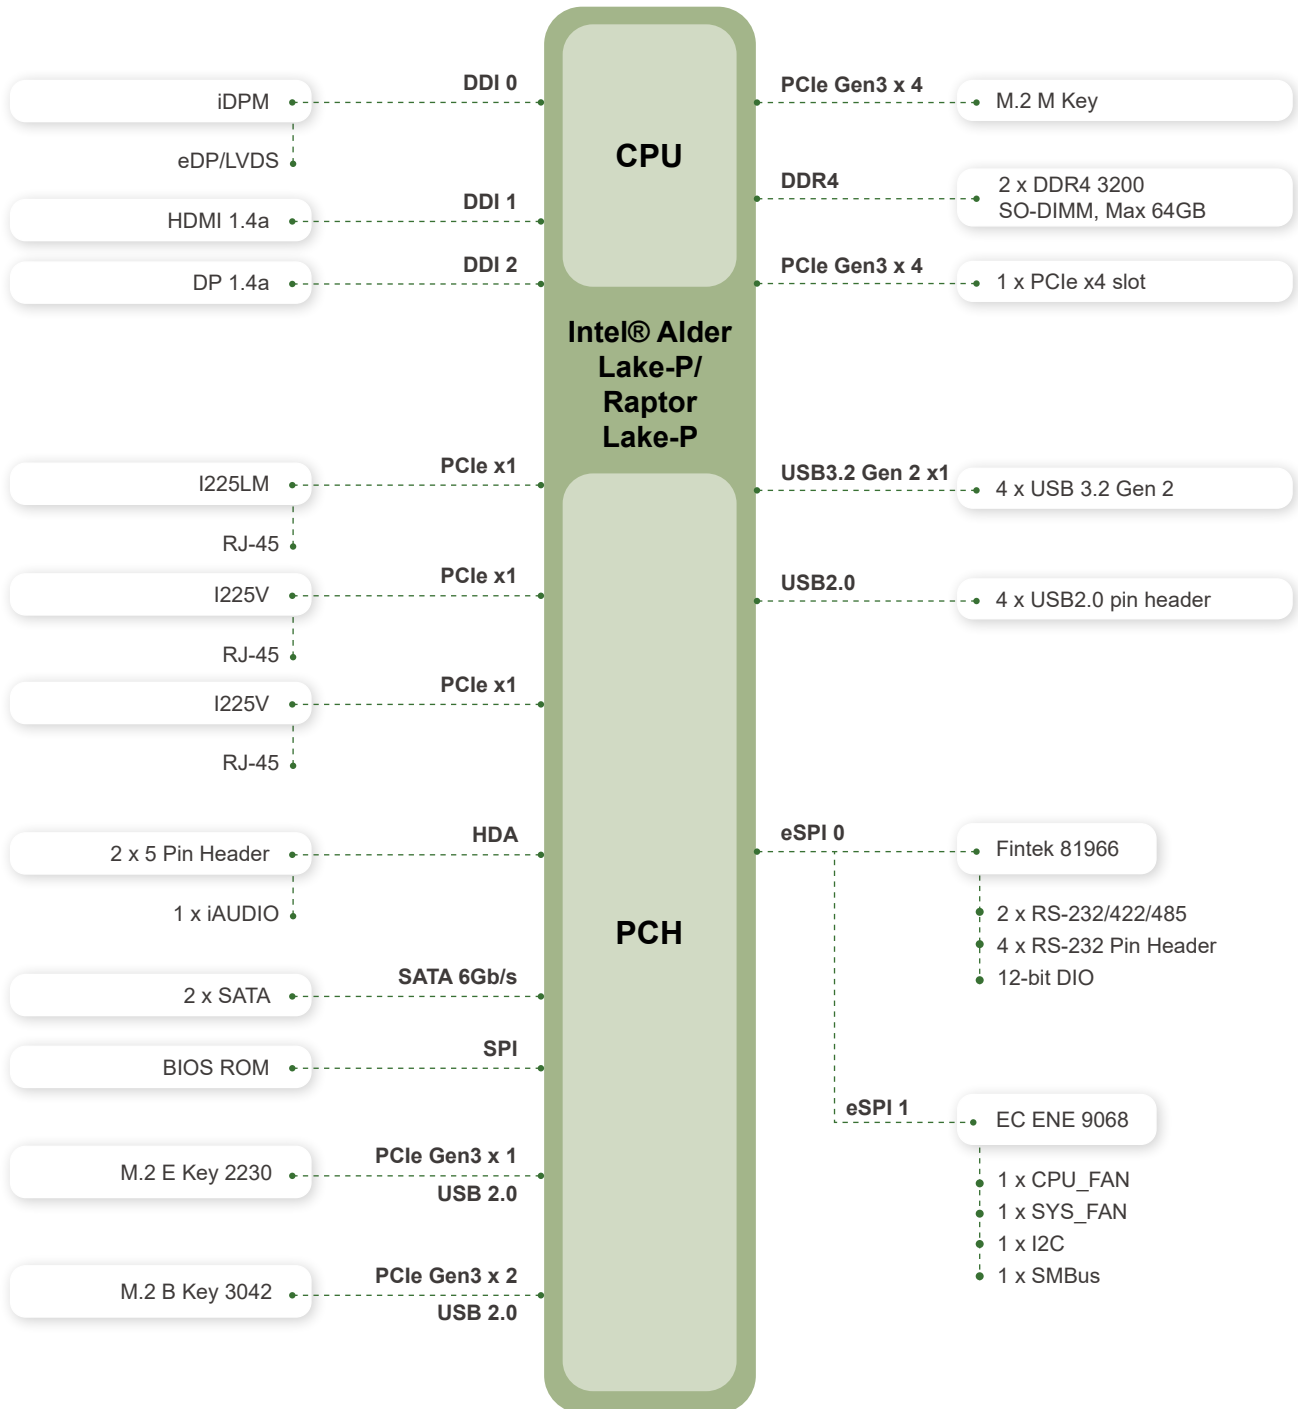 DDI 0
iDPM
eDP/LVDS
DDI 1
HDMI 1.4a
DDI 2
DP 1.4a
PCIe x1
I225LM
RJ-45
PCIe x1
I225V
RJ-45
PCIe x1
I225V
RJ-45
HDA
2 x 5 Pin Header
1 x iAUDIO
SATA 6Gb/s
2 x SATA
SPI
BIOS ROM
PCIe Gen3 x 1
M.2 E Key 2230
USB 2.0
PCIe Gen3 x 2
M.2 B Key 3042
USB 2.0
CPU
Intel® Alder
Lake-P/
Raptor
Lake-P
PCH
PCIe Gen3 x 4
M.2 M Key
DDR4
2 x DDR4 3200
SO-DIMM, Max 64GB
PCIe Gen3 x 4
1 x PCIe x4 slot
USB3.2 Gen 2 x1
4 x USB 3.2 Gen 2
USB2.0
4 x USB2.0 pin header
eSPI 0
Fintek 81966
2 x RS-232/422/485
4 x RS-232 Pin Header
12-bit DIO
eSPI 1
EC ENE 9068
1 x CPU_FAN
1 x SYS_FAN
1 x I2C
1 x SMBus